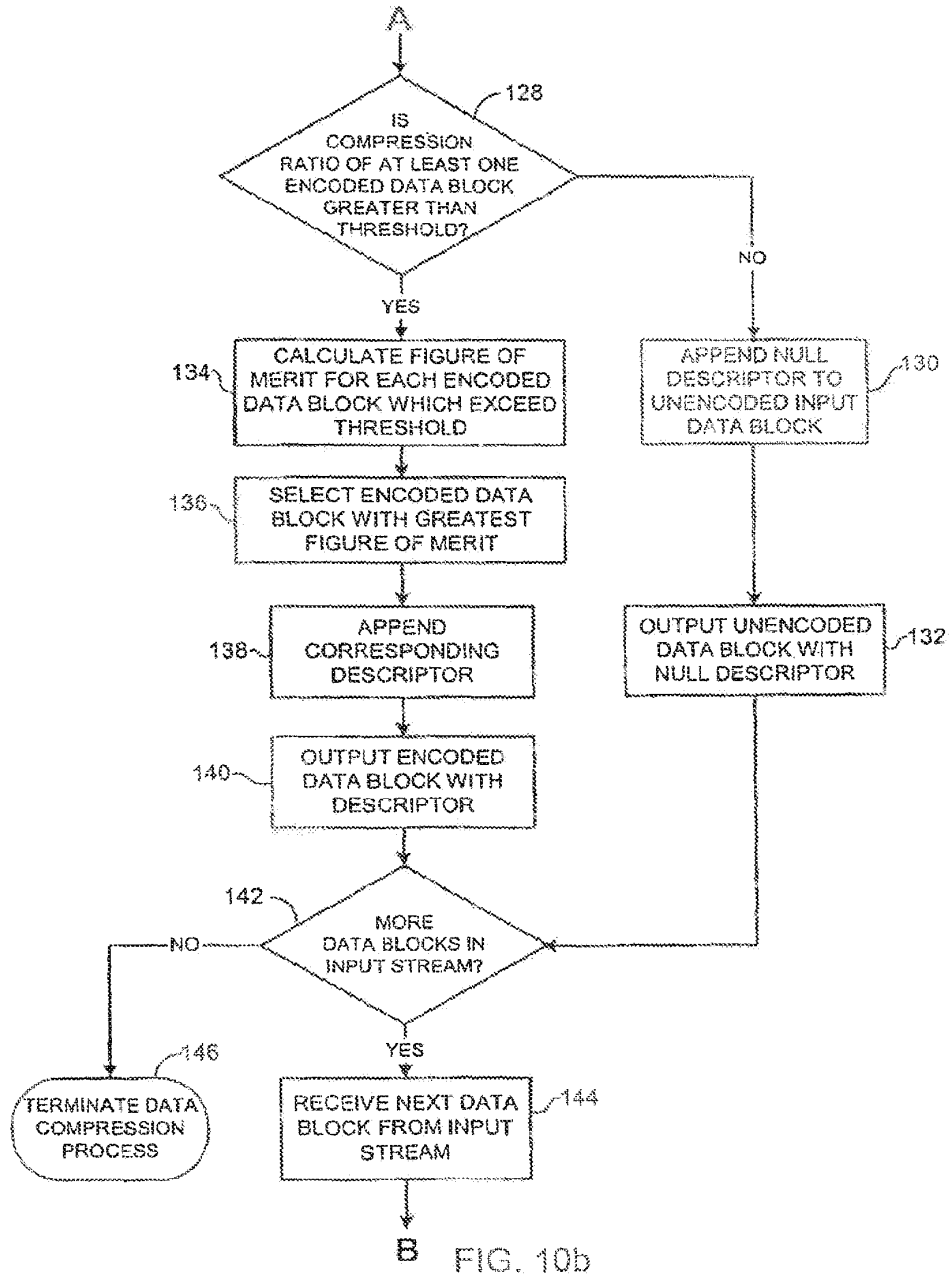 A
128
IS
COMPRESSION
RATIO OF AT LEAST ONE
ENCODED DATA BLOCK
GREATER THAN
THRESHOLD?
NO
YES
134
CALCULATE FIGURE OF
MERIT FOR EACH ENCODED
DATA BLOCK WHICH EXCEED
THRESHOLD
APPEND NULL
DESCRIPTOR TO
UNENCODED INPUT
DATA BLOCK
130
136
SELECT ENCODED DATA
BLOCK WITH GREATEST
FIGURE OF MERIT
138
APPEND
CORRESPONDING
DESCRIPTOR
OUTPUT UNENCODED
DATA BLOCK WITH
NULL DESCRIPTOR
132
140
OUTPUT ENCODED
DATA BLOCK WITH
DESCRIPTOR
142
MORE
DATA BLOCKS IN
INPUT STREAM?
NO
YES
146
TERMINATE DATA
COMPRESSION
PROCESS
RECEIVE NEXT DATA
BLOCK FROM INPUT
STREAM
144
B
FIG. 10b